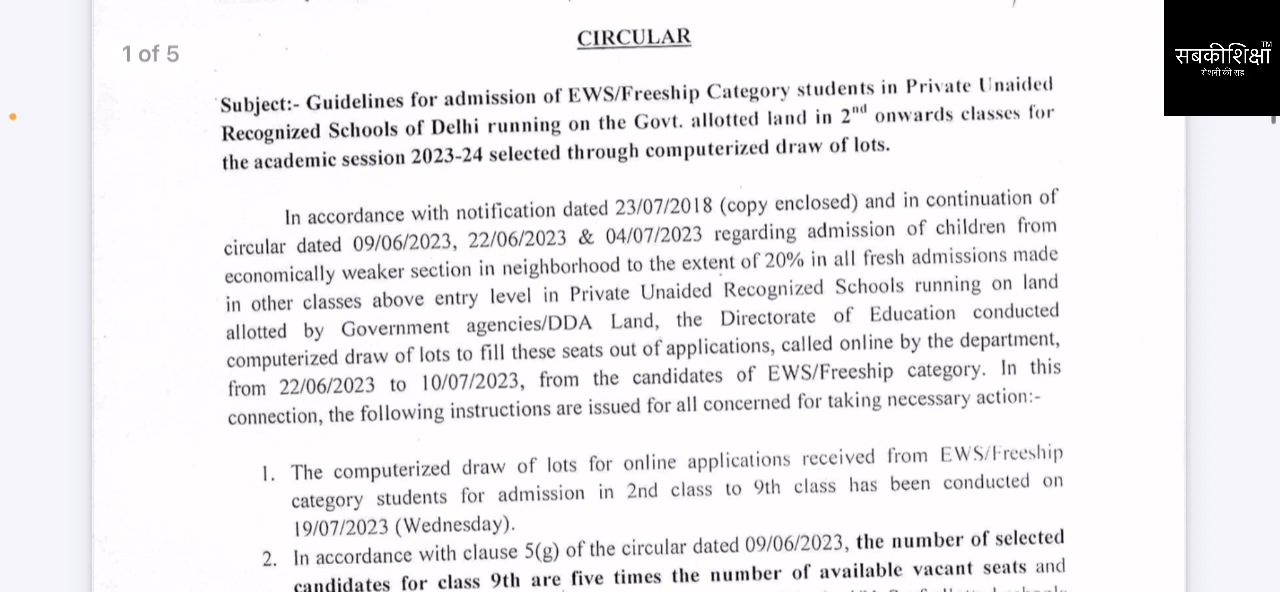 CIRCULAR
1 of 5
सबकीशिक्षा TM
रोशनी की राह
Subject:- Guidelines for admission of EWS/Freeship Category students in Private Unaided
Recognized Schools of Delhi running on the Govt. allotted land in 2nd onwards classes for
the academic session 2023-24 selected through computerized draw of lots.
In accordance with notification dated 23/07/2018 (copy enclosed) and in continuation of
circular dated 09/06/2023, 22/06/2023 & 04/07/2023 regarding admission of children from
economically weaker section in neighborhood to the extent of 20% in all fresh admissions made
in other classes above entry level in Private Unaided Recognized Schools running on land
allotted by Government agencies/DDA Land, the Directorate of Education conducted
computerized draw of lots to fill these seats out of applications, called online by the department,
from 22/06/2023 to 10/07/2023, from the candidates of EWS/Freeship category. In this
connection, the following instructions are issued for all concerned for taking necessary action:-
1. The computerized draw of lots for online applications received from EWS/Freeship
category students for admission in 2nd class to 9th class has been conducted on
19/07/2023 (Wednesday).
2. In accordance with clause 5(g) of the circular dated 09/06/2023, the number of selected
candidates for class 9th are five times the number of available vacant seats and